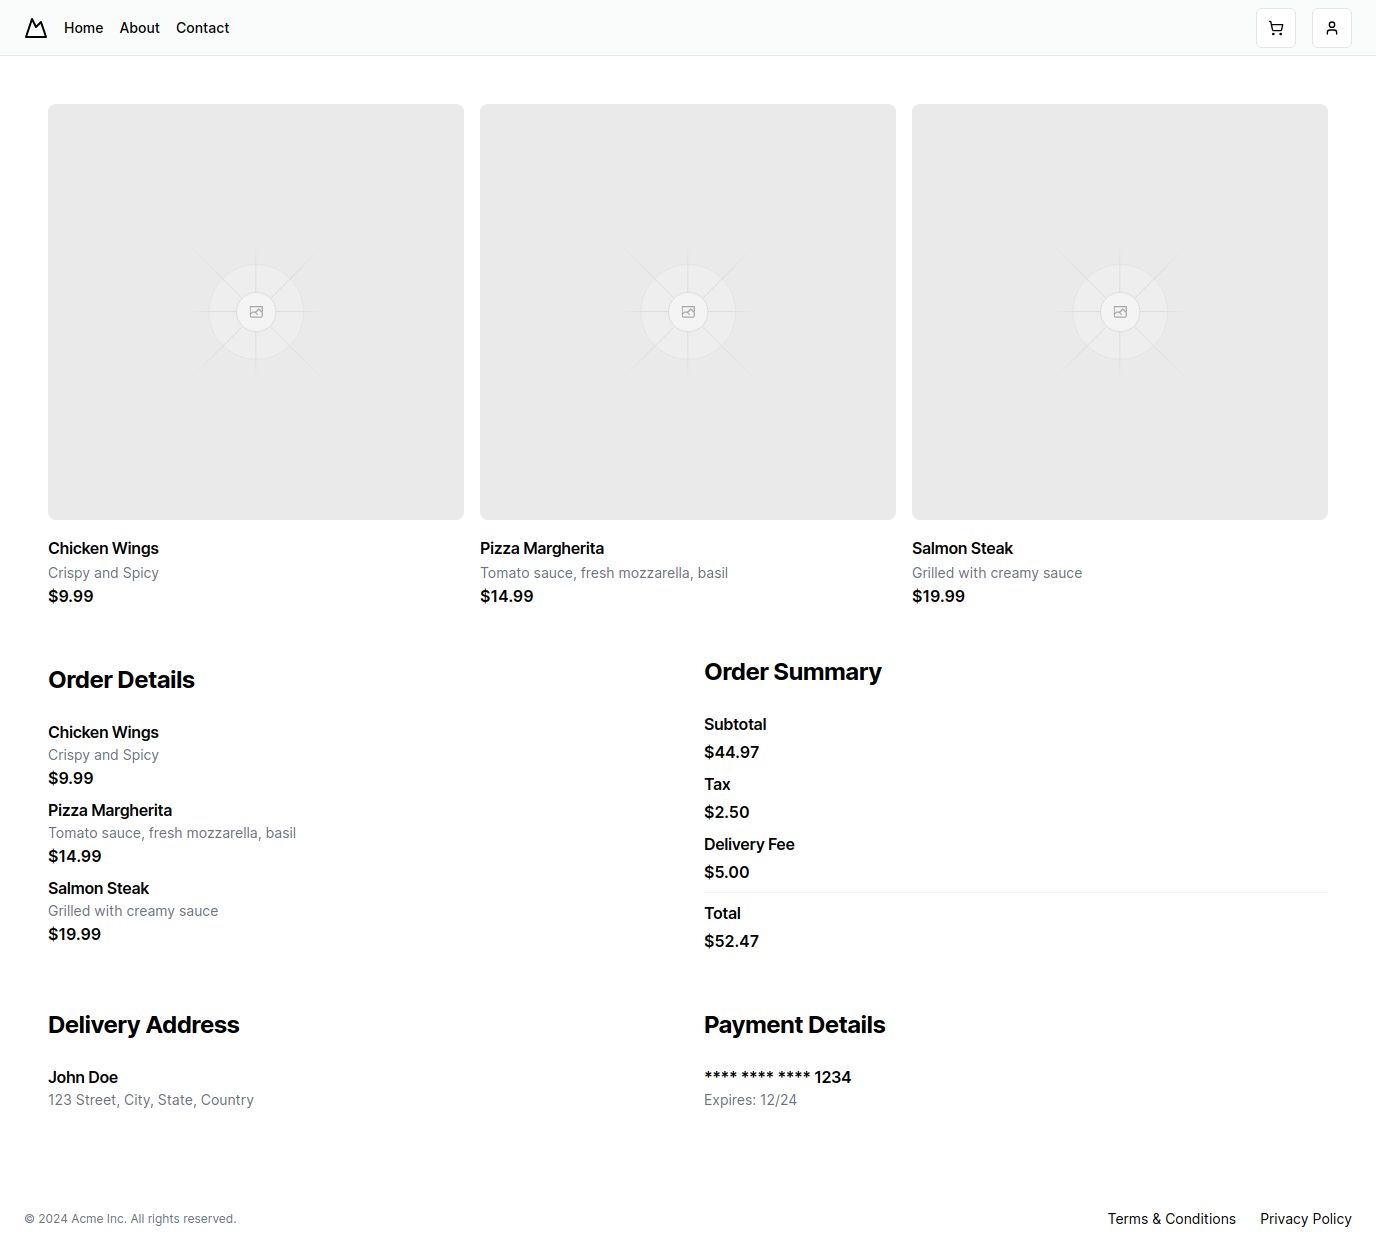 Home About Contact
Chicken Wings
Crispy and Spicy
$9.99
Pizza Margherita
Tomato sauce, fresh mozzarella, basil
$14.99
Salmon Steak
Grilled with creamy sauce
$19.99
Order Details
Chicken Wings
Crispy and Spicy
$9.99
Pizza Margherita
Tomato sauce, fresh mozzarella, basil
$14.99
Salmon Steak
Grilled with creamy sauce
$19.99
Order Summary
Subtotal
$44.97
Tax
$2.50
Delivery Fee
$5.00
Total
$52.47
Delivery Address
John Doe
123 Street, City, State, Country
Payment Details
**** **** **** 1234
Expires: 12/24
© 2024 Acme Inc. All rights reserved.
Terms & Conditions Privacy Policy